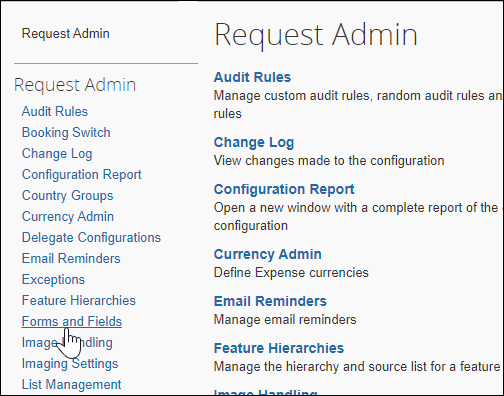 Request Admin
Request Admin
Audit Rules
Booking Switch
Change Log
Configuration Report
Country Groups
Currency Admin
Delegate Configurations
Email Reminders
Exceptions
Feature Hierarchies
Forms and Fields
Image Handling
Imaging Settings
List Management
Request Admin
Audit Rules
Manage custom audit rules, random audit rules an
rules
Change Log
View changes made to the configuration
Configuration Report
Open a new window with a complete report of the
configuration
Currency Admin
Define Expense currencies
Email Reminders
Manage email reminders
Feature Hierarchies
Manage the hierarchy and source list for a feature
Image Handling